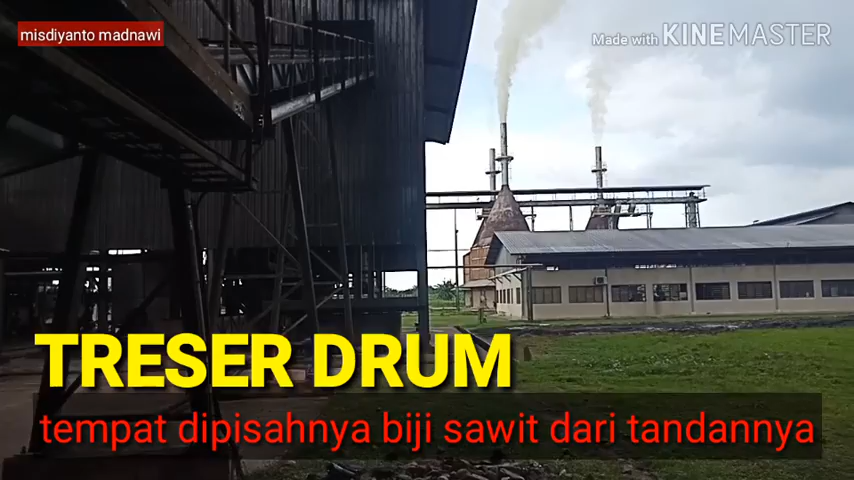 misdiyanto madnawi
Made with KINEMASTER
TRESER DRUM
tempat dipisahnya biji sawit dari tandannya